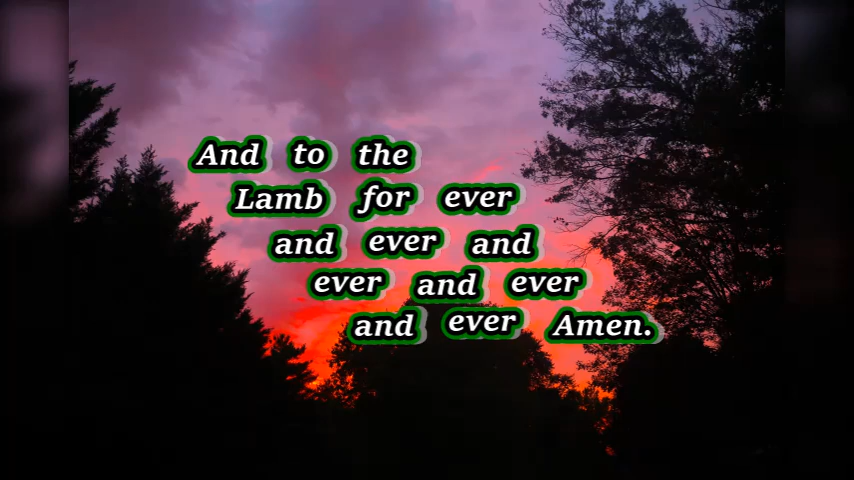 And to the
Lamb for ever
and ever and
ever and ever
and ever Amen.